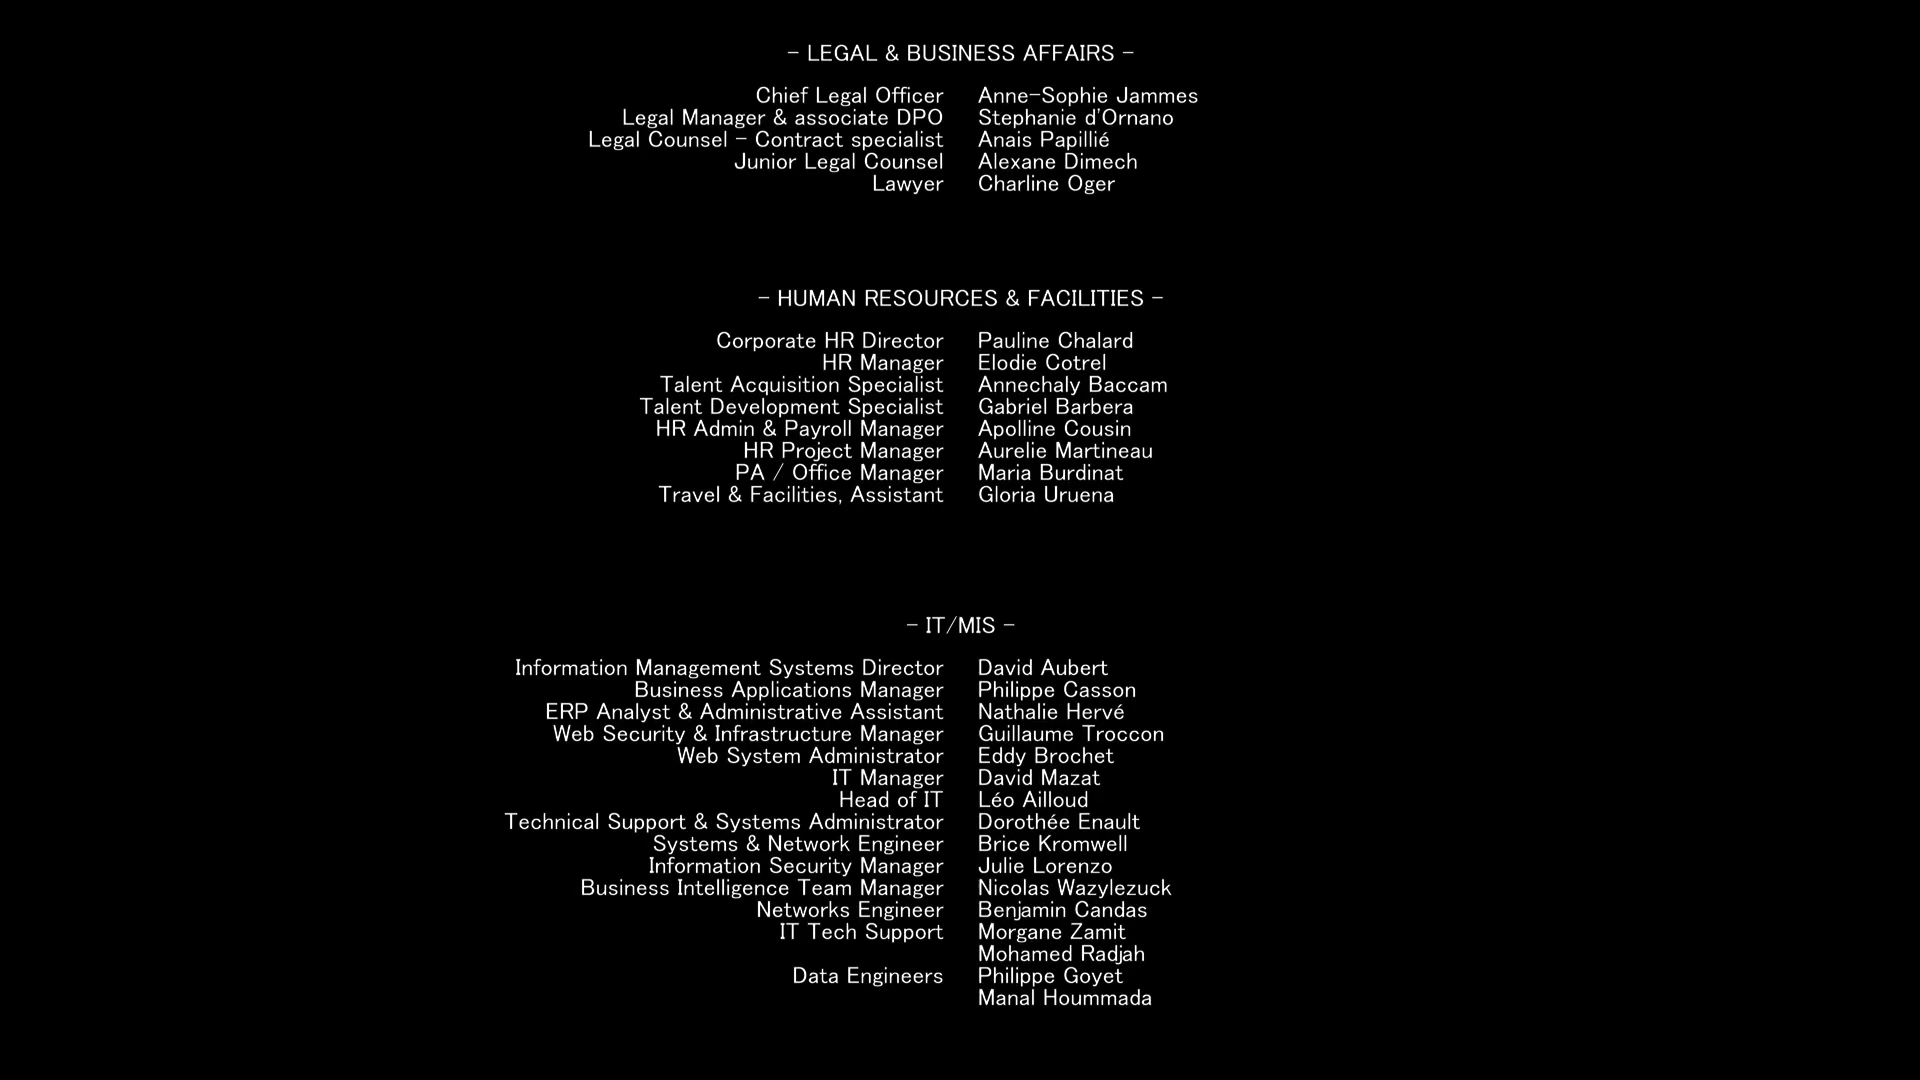 - LEGAL & BUSINESS AFFAIRS -
Chief Legal Officer Anne-Sophie Jammes
Legal Manager & associate DPO Stephanie d'Ornano
Legal Counsel - Contract specialist Anais Papillié
Junior Legal Counsel Alexane Dimech
Lawyer Charline Oger
- HUMAN RESOURCES & FACILITIES -
Corporate HR Director Pauline Chalard
HR Manager Elodie Cotrel
Talent Acquisition Specialist Annechaly Baccam
Talent Development Specialist Gabriel Barbera
HR Admin & Payroll Manager Apolline Cousin
HR Project Manager Aurelie Martineau
PA / Office Manager Maria Burdinat
Travel & Facilities, Assistant Gloria Uruena
- IT/MIS -
Information Management Systems Director David Aubert
Business Applications Manager Philippe Casson
ERP Analyst & Administrative Assistant Nathalie Hervé
Web Security & Infrastructure Manager Guillaume Troccon
Web System Administrator Eddy Brochet
IT Manager David Mazat
Head of IT Léo Ailloud
Technical Support & Systems Administrator Dorothée Enault
Systems & Network Engineer Brice Kromwell
Information Security Manager Julie Lorenzo
Business Intelligence Team Manager Nicolas Wazylezuck
Networks Engineer Benjamin Candas
IT Tech Support Morgane Zamit
Mohamed Radjah
Data Engineers Philippe Goyet
Manal Hoummada